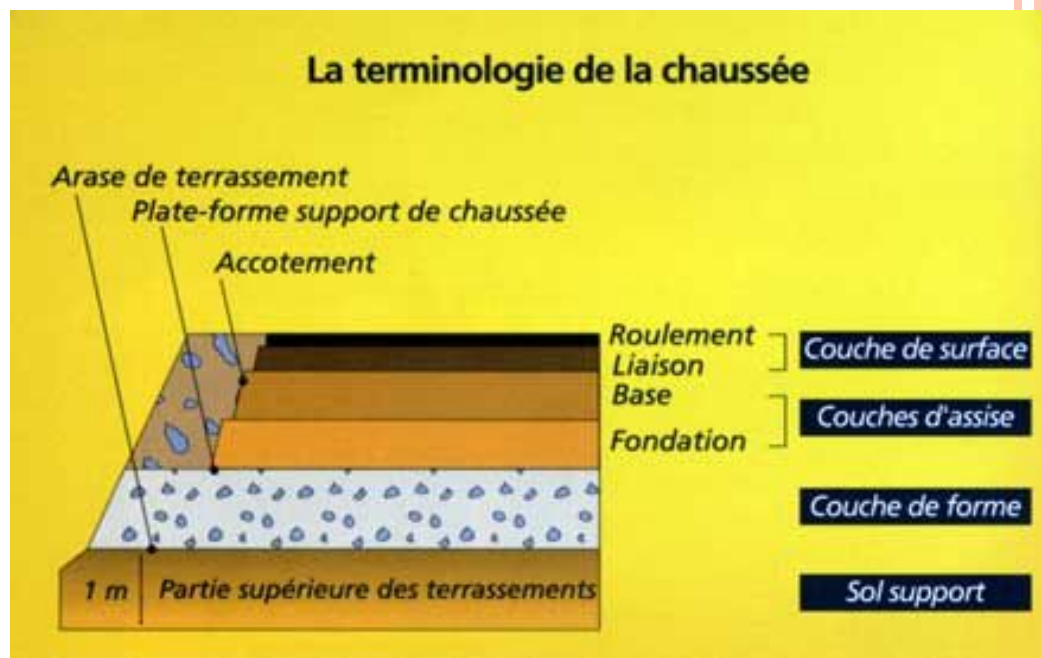 La terminologie de la chaussée
Arase de terrassement
Plate-forme support de chaussée
Accotement
Roulement
Liaison
Couche de surface
Base
Fondation
Couches d'assise
Couche de forme
1 m
Partie supérieure des terrassements
Sol support